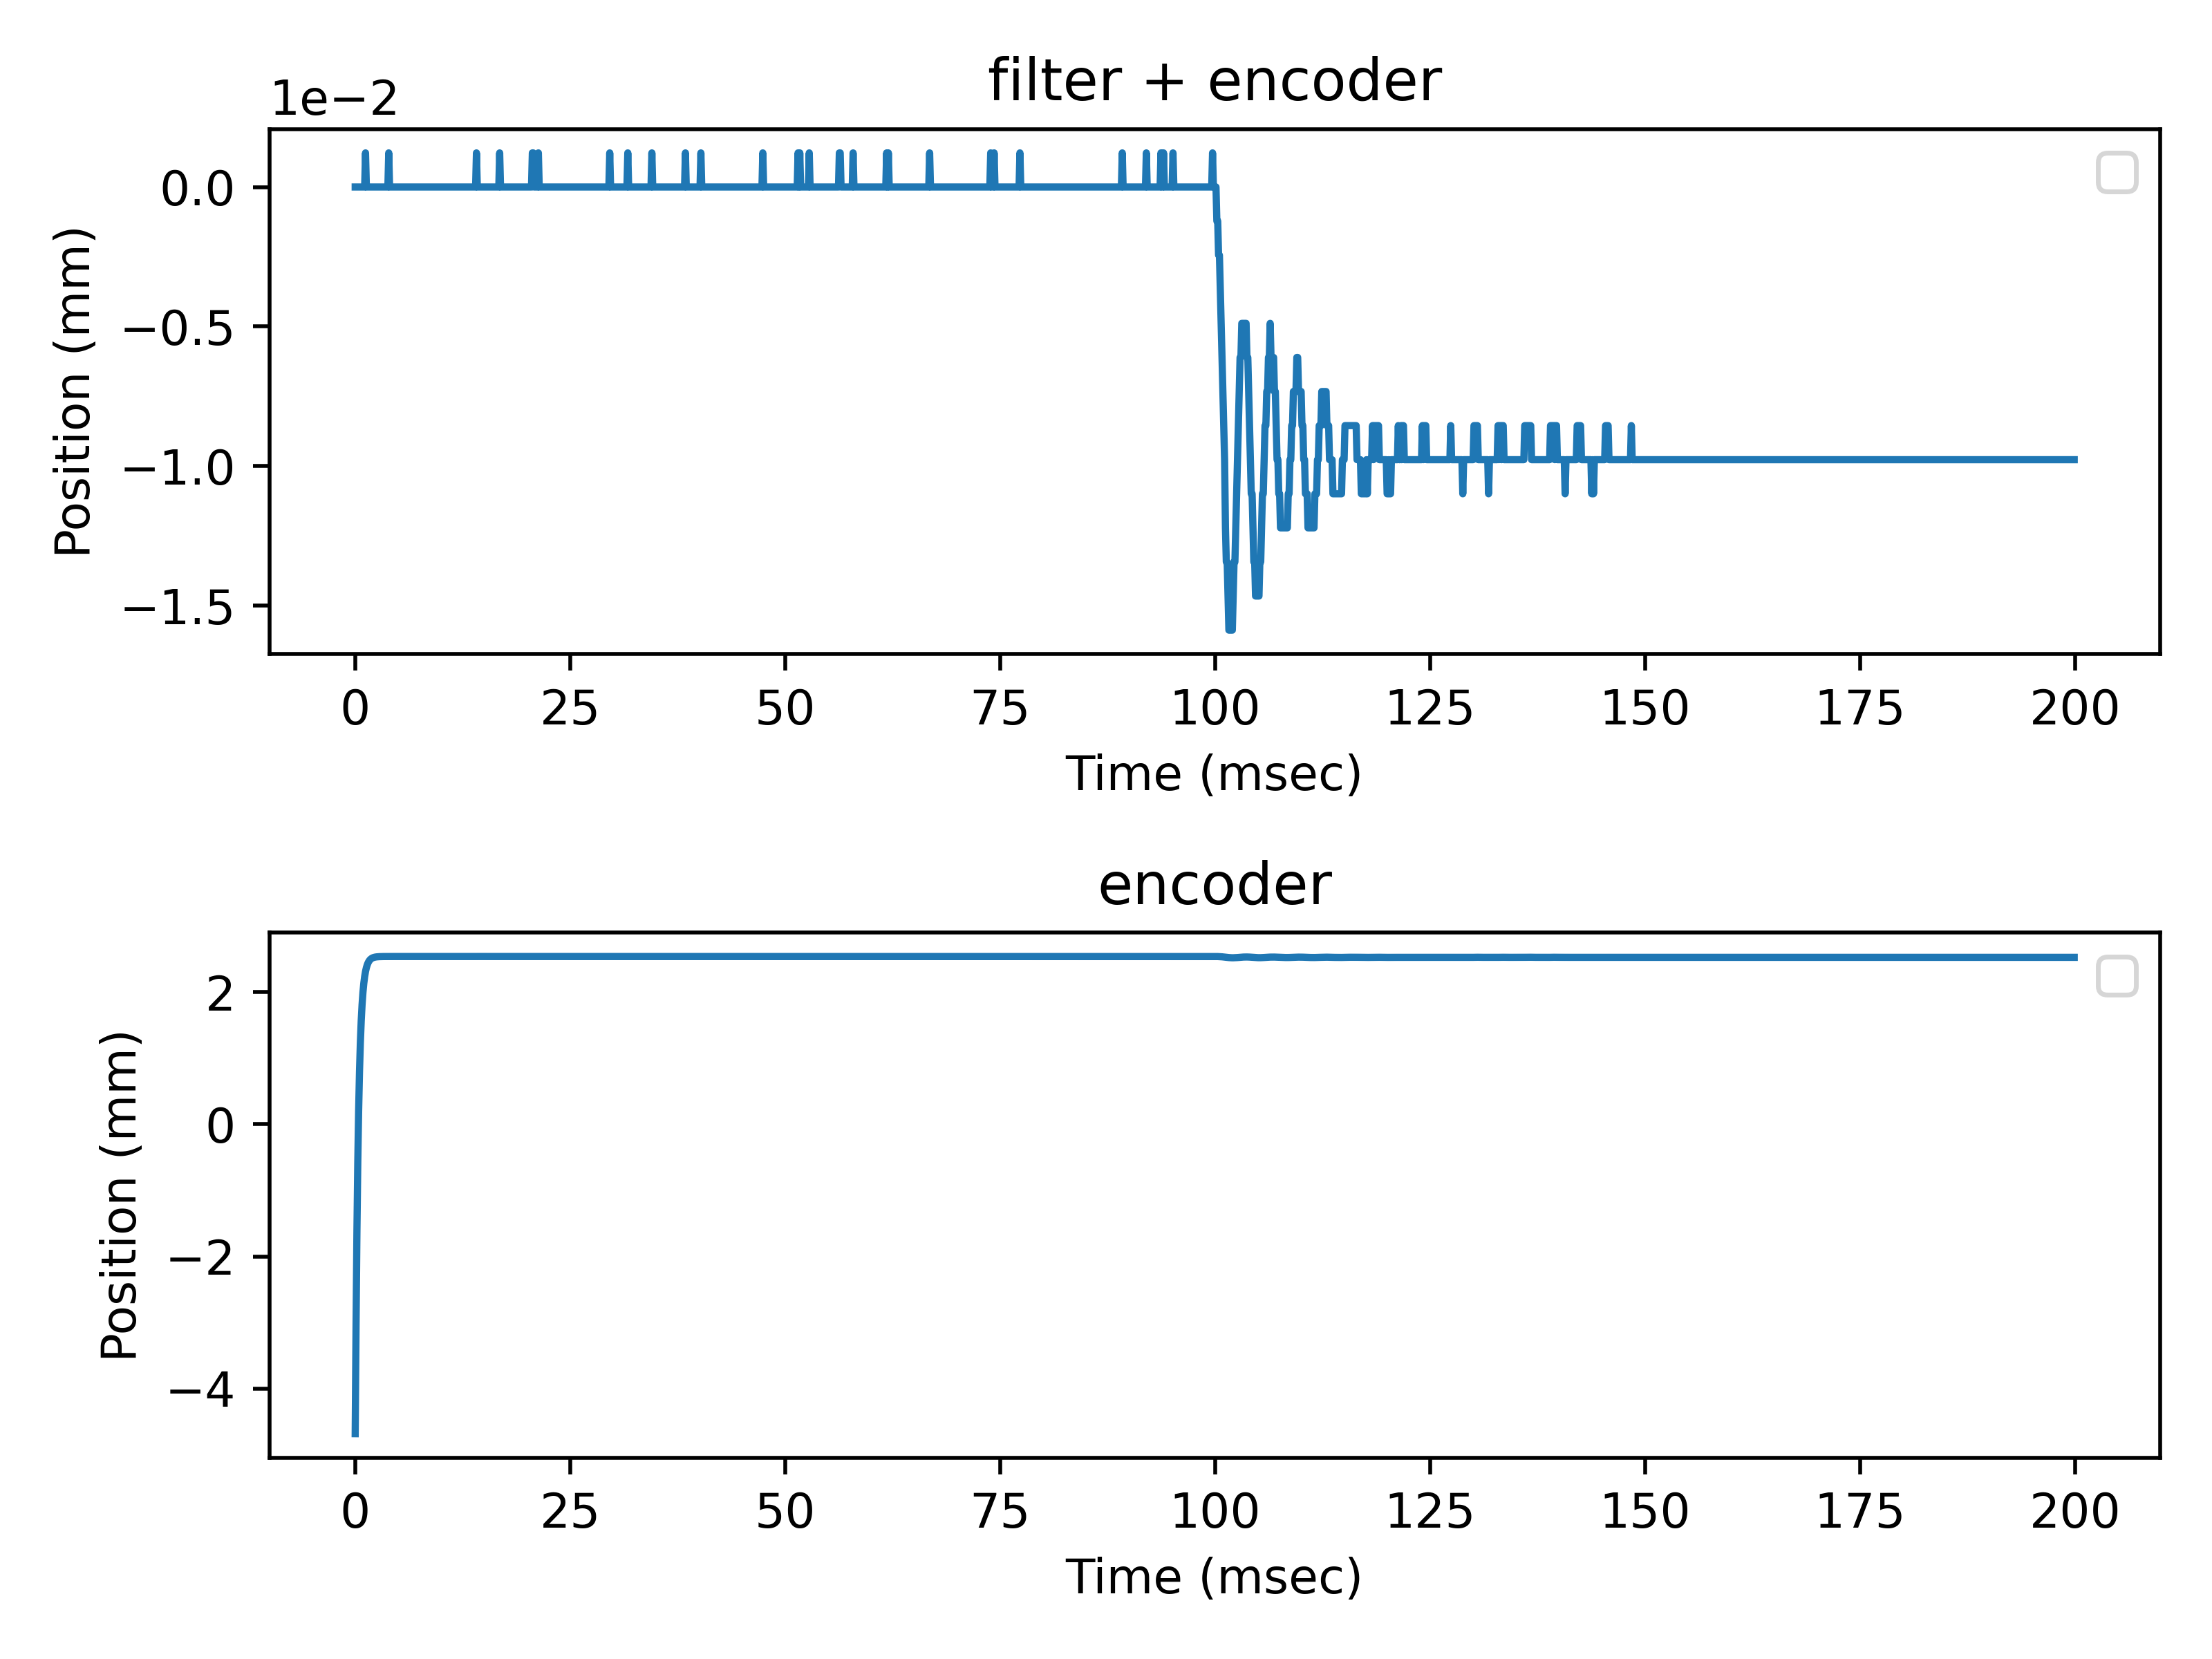 filter + encoder
1e−2
0.0
−0.5
−1.0
−1.5
Position (mm)
0 25 50 75 100 125 150 175 200
Time (msec)
encoder
2
0
−2
−4
Position (mm)
0 25 50 75 100 125 150 175 200
Time (msec)